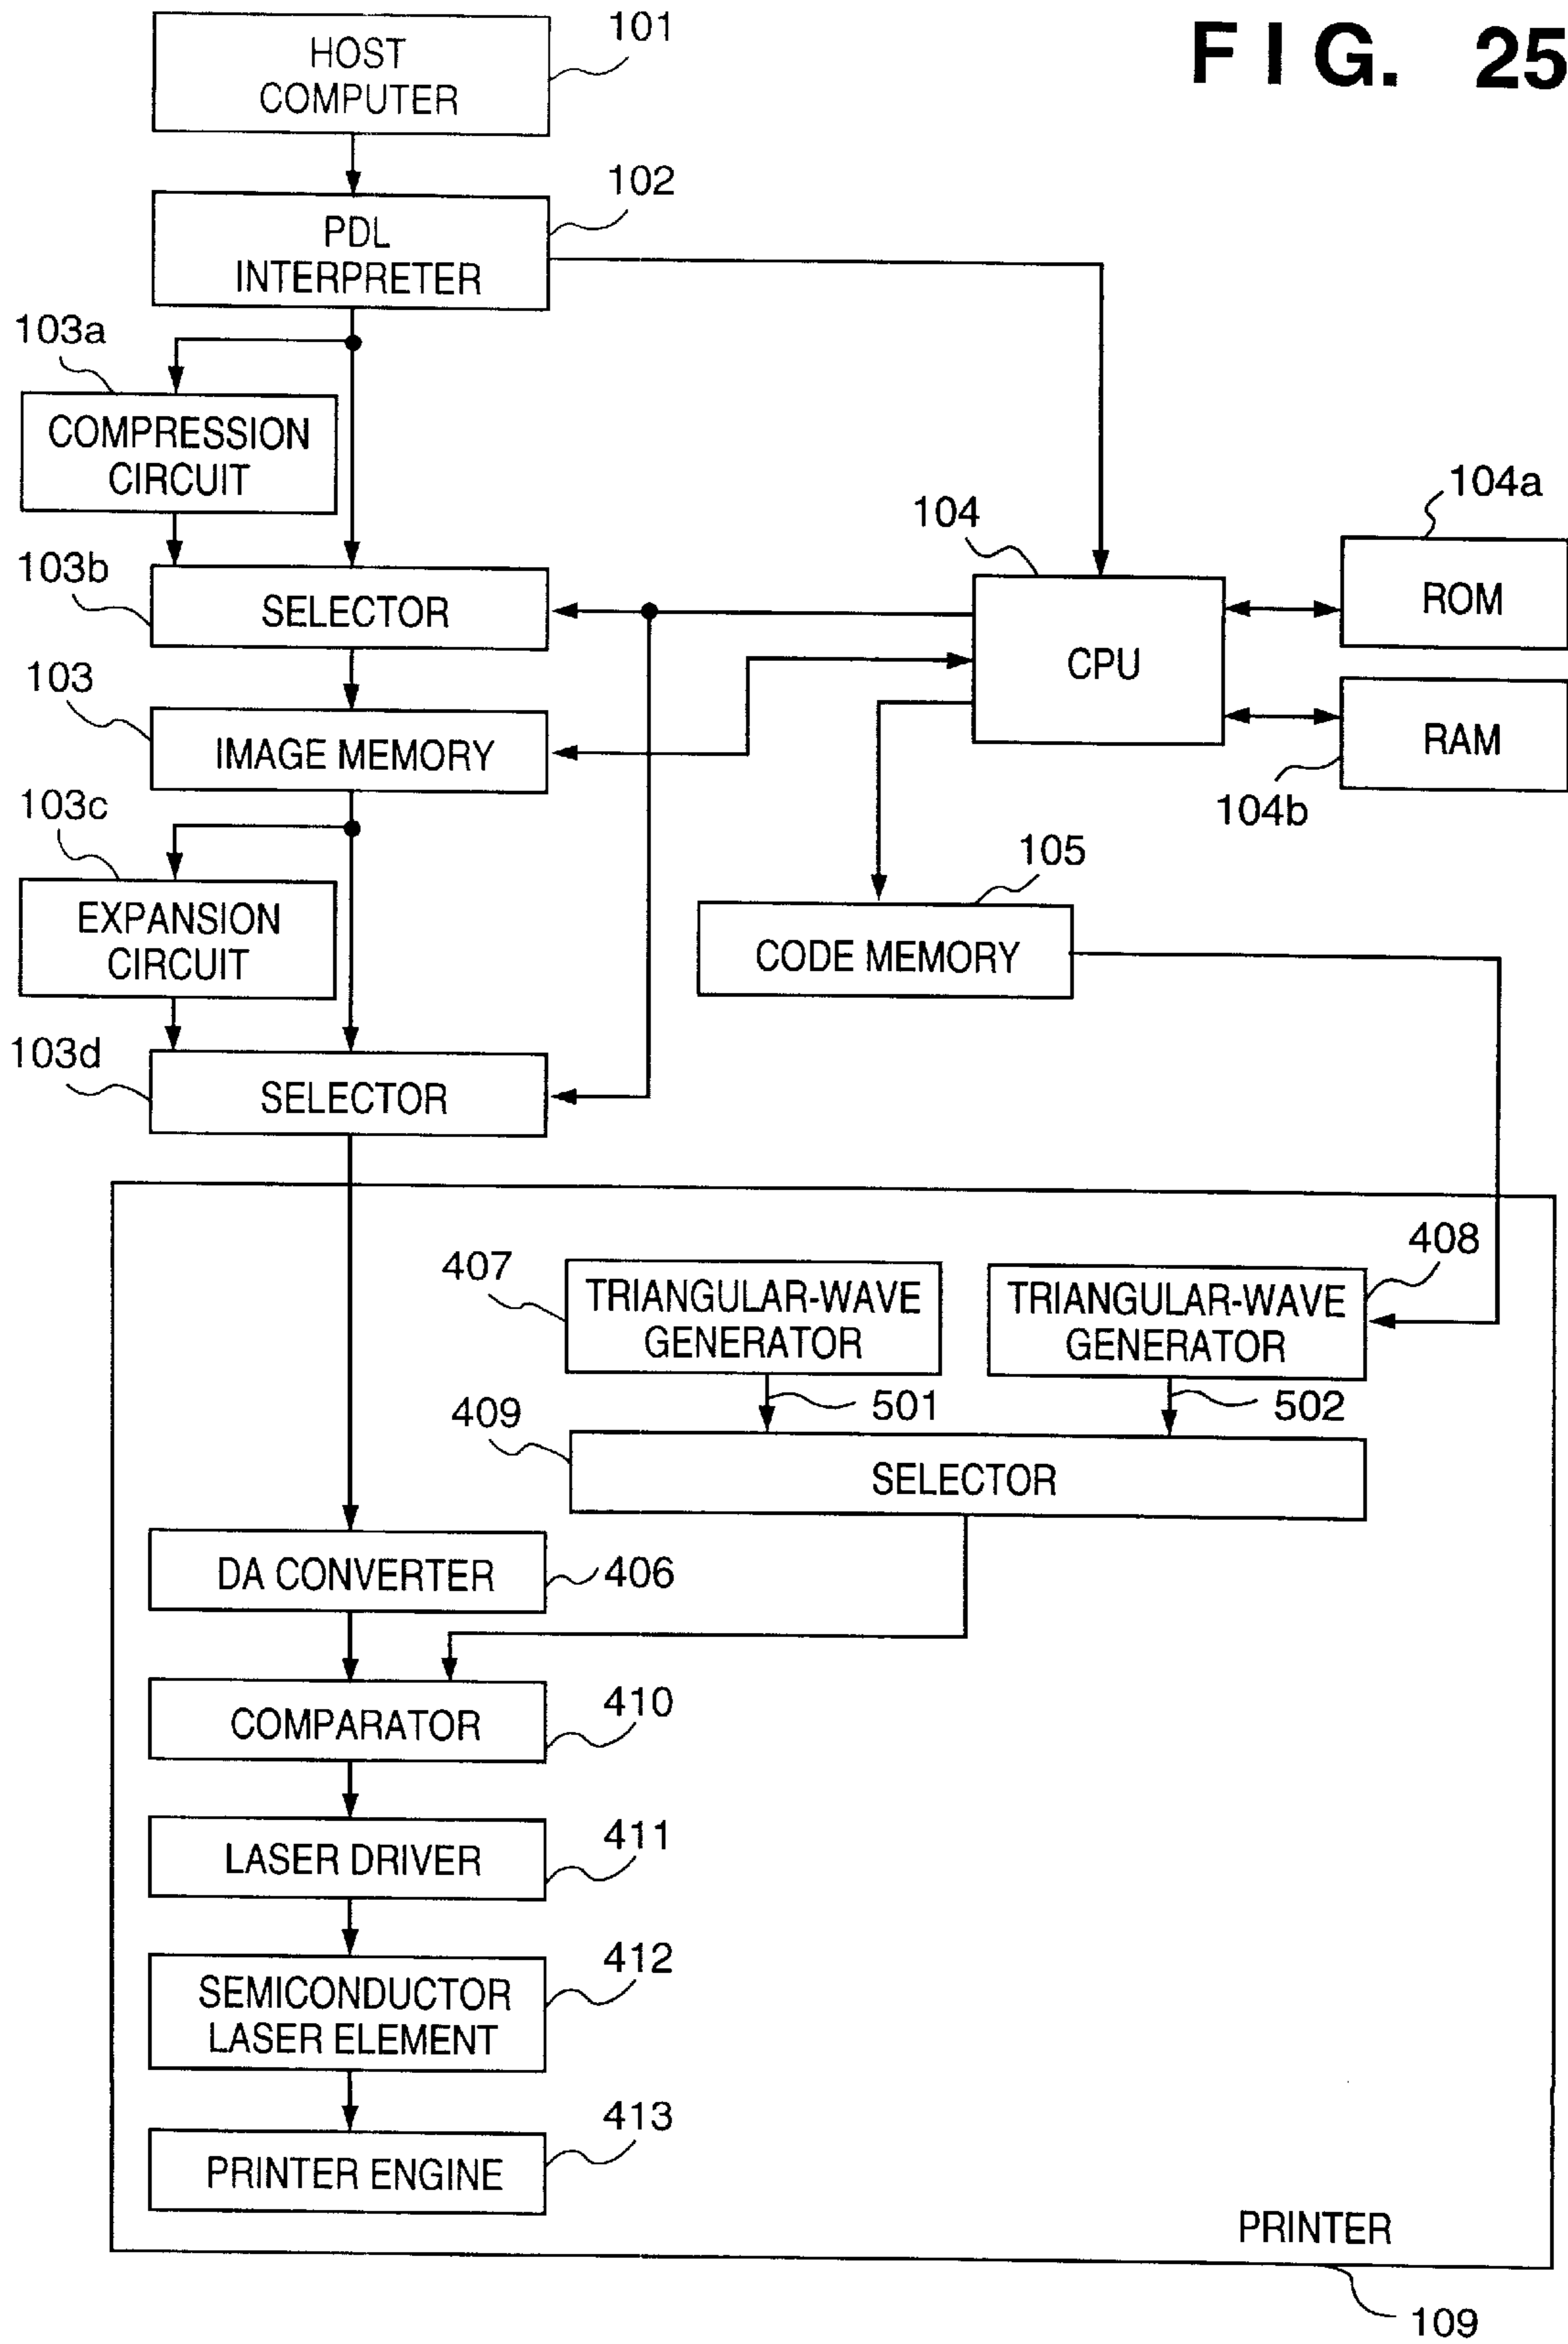 FIG. 25
101
HOST
COMPUTER
102
PDL
INTERPRETER
103a
COMPRESSION
CIRCUIT
104a
104
ROM
103b
SELECTOR
CPU
103
IMAGE MEMORY
RAM
104b
103c
105
EXPANSION
CIRCUIT
CODE MEMORY
103d
SELECTOR
408
407
TRIANGULAR-WAVE
GENERATOR
TRIANGULAR-WAVE
GENERATOR
501
502
409
SELECTOR
DA CONVERTER
406
410
COMPARATOR
411
LASER DRIVER
412
SEMICONDUCTOR
LASER ELEMENT
413
PRINTER ENGINE
PRINTER
109